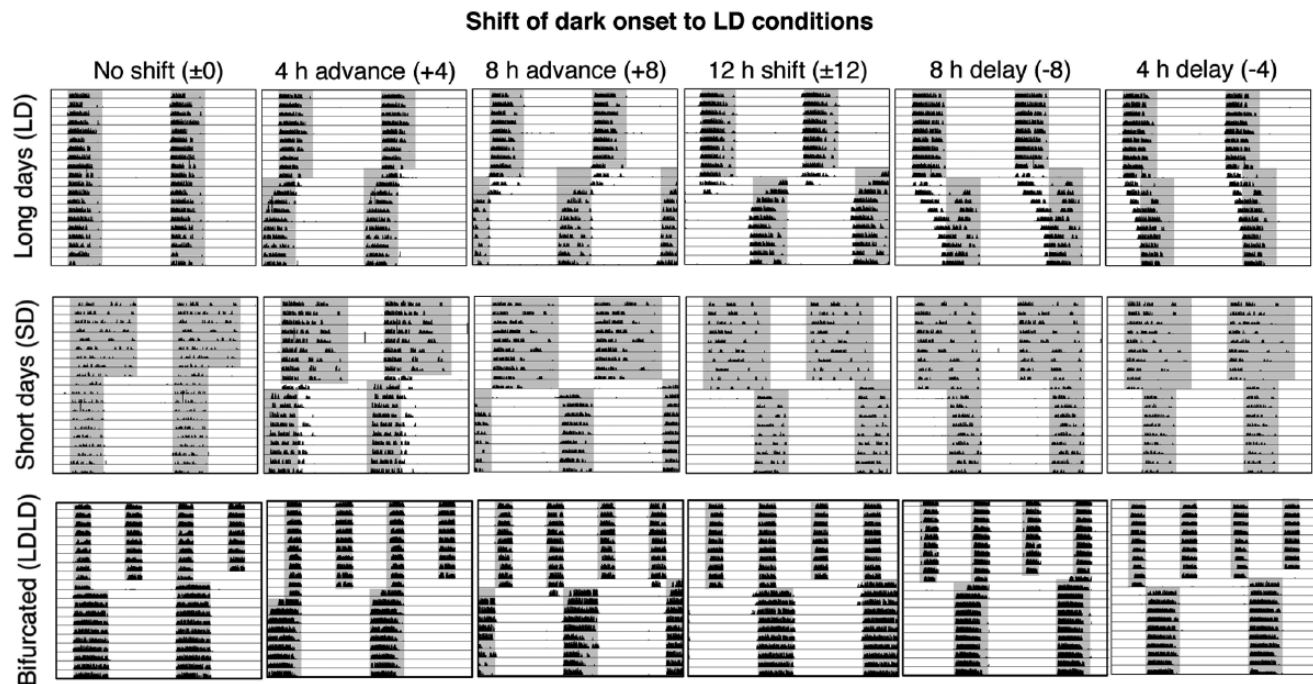 Shift of dark onset to LD conditions
No shift (±0)
4 h advance (+4)
8 h advance (+8)
12 h shift (±12)
8 h delay (-8)
4 h delay (-4)
Long days (LD)
Short days (SD)
Bifurcated (LDLD)